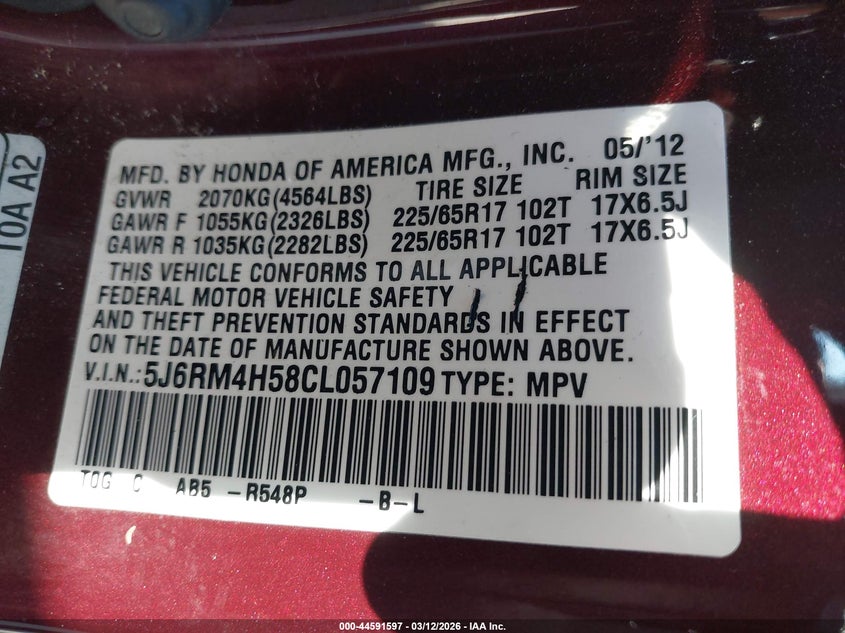 10A A2
MFD. BY HONDA OF AMERICA MFG., INC. 05/'12
GVWR 2070KG(4564LBS) TIRE SIZE RIM SIZE
GAWR F 1055KG(2326LBS) 225/65R17 102T 17X6.5J
GAWR R 1035KG(2282LBS) 225/65R17 102T 17X6.5J
THIS VEHICLE CONFORMS TO ALL APPLICABLE
FEDERAL MOTOR VEHICLE SAFETY
AND THEFT PREVENTION STANDARDS IN EFFECT
ON THE DATE OF MANUFACTURE SHOWN ABOVE.
V.I.N.:5J6RM4H58CL057109 TYPE: MPV
T0G C AB5 -R548P -B-L
000-44591597 - 03/12/2026 - IAA Inc.